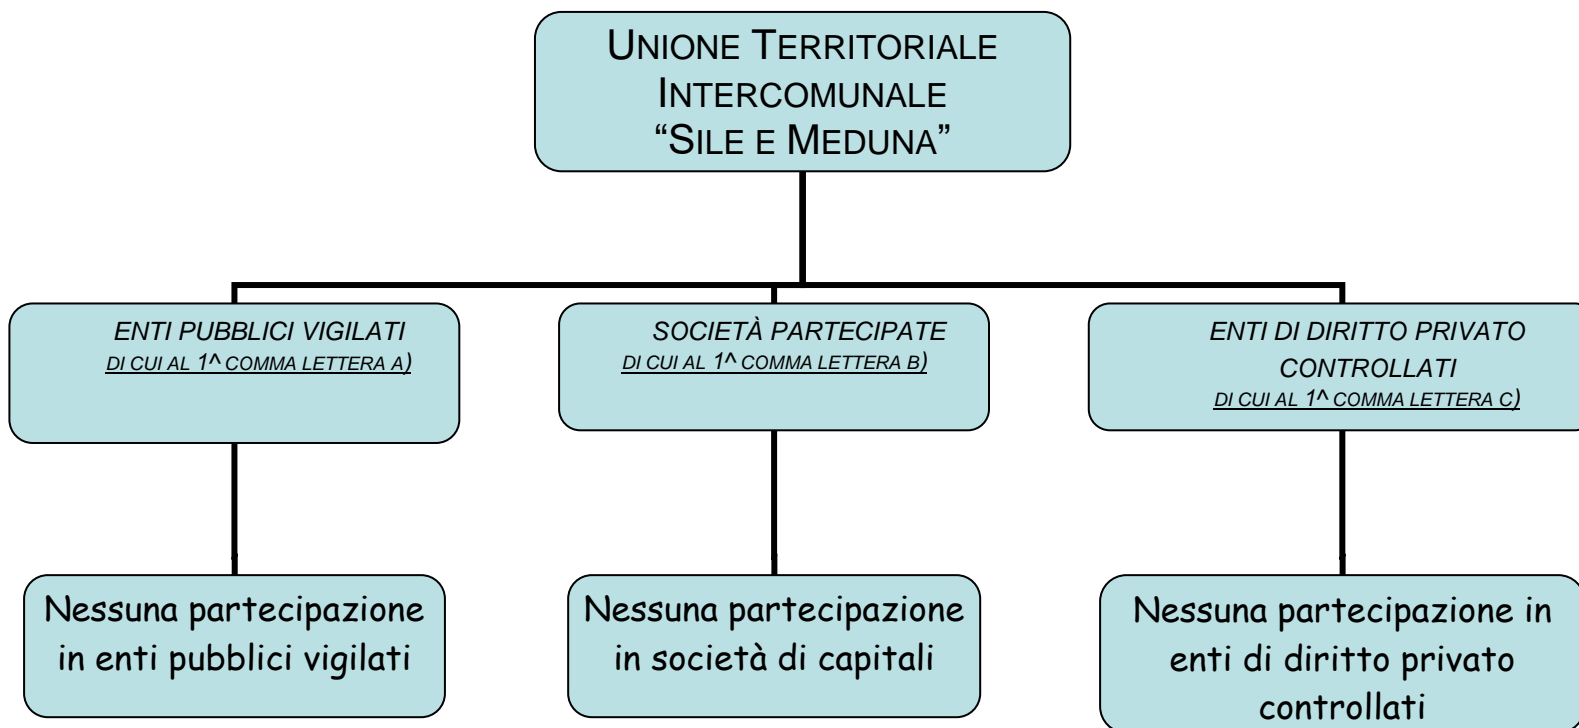 UNIONE TERRITORIALE
INTERCOMUNALE
“SILE E MEDUNA”
ENTI PUBBLICI VIGILATI
DI CUI AL 1^ COMMA LETTERA A)
SOCIETÀ PARTECIPATE
DI CUI AL 1^ COMMA LETTERA B)
ENTI DI DIRITTO PRIVATO
CONTROLLATI
DI CUI AL 1^ COMMA LETTERA C)
Nessuna partecipazione
in enti pubblici vigilati
Nessuna partecipazione
in società di capitali
Nessuna partecipazione in
enti di diritto privato
controllati